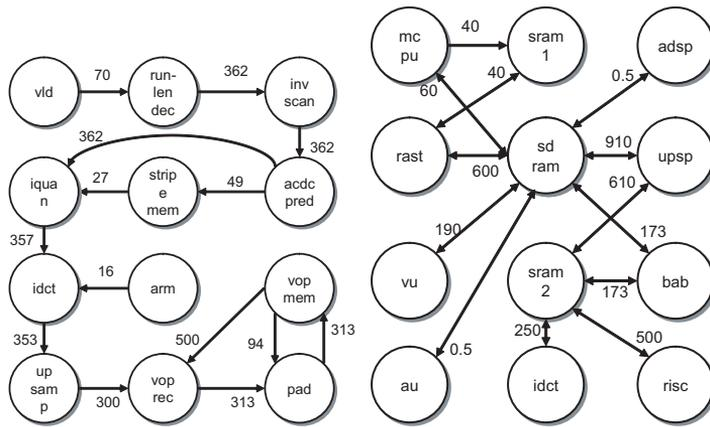 70
362
vld
run-
len
dec
inv
scan
362
362
27
49
iqua
n
strip
e
mem
acdc
pred
357
16
idct
arm
vop
mem
353
500
94
313
up
sam
p
300
vop
rec
313
pad
40
mc
pu
sram
1
adsp
40
0.5
60
rast
sd
ram
910
upsp
600
610
190
173
vu
sram
2
bab
173
250
500
0.5
au
idct
risc